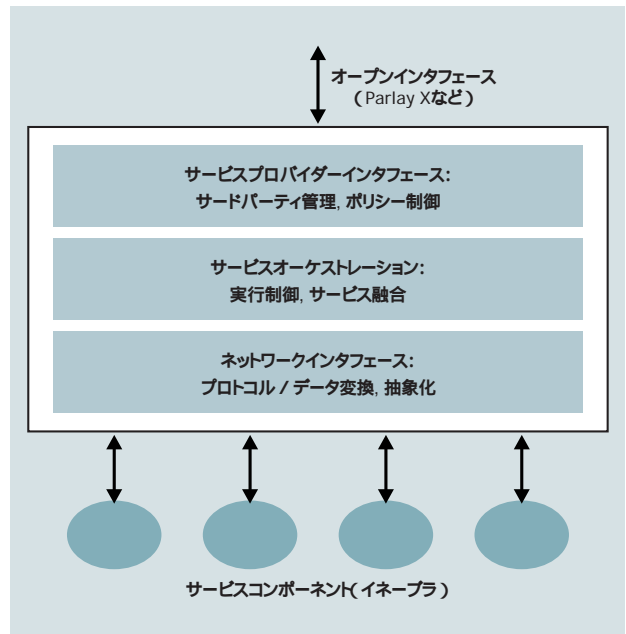 オープンインタフェース
（Parlay Xなど）
サービスプロバイダーインタフェース：
サードパーティ管理，ポリシー制御
サービスオーケストレーション：
実行制御，サービス融合
ネットワークインタフェース：
プロトコル／データ変換，抽象化
サービスコンポーネント（イネーブラ）